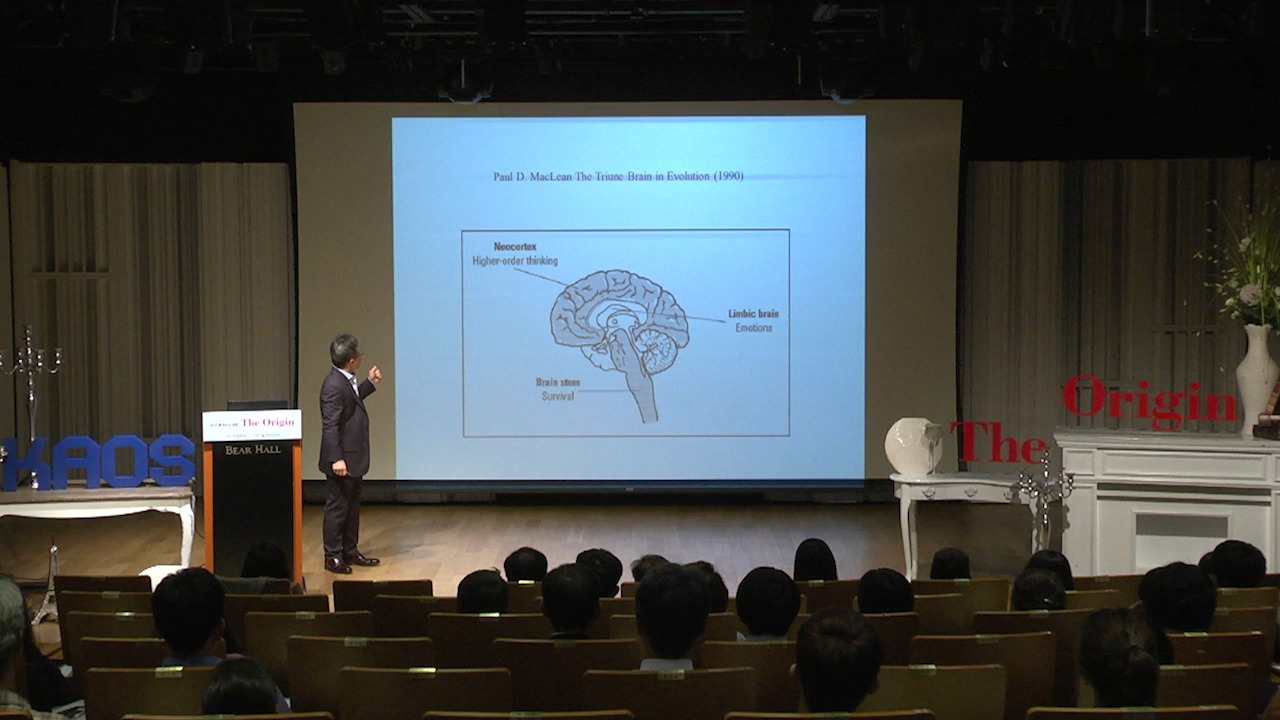 Paul D. MacLean The Triune Brain in Evolution (1990)
Neocortex
Higher-order thinking
Limbic brain
Emotions
Brain stem
Survival
The Origin
BEAR HALL
KAOS
The
Origin